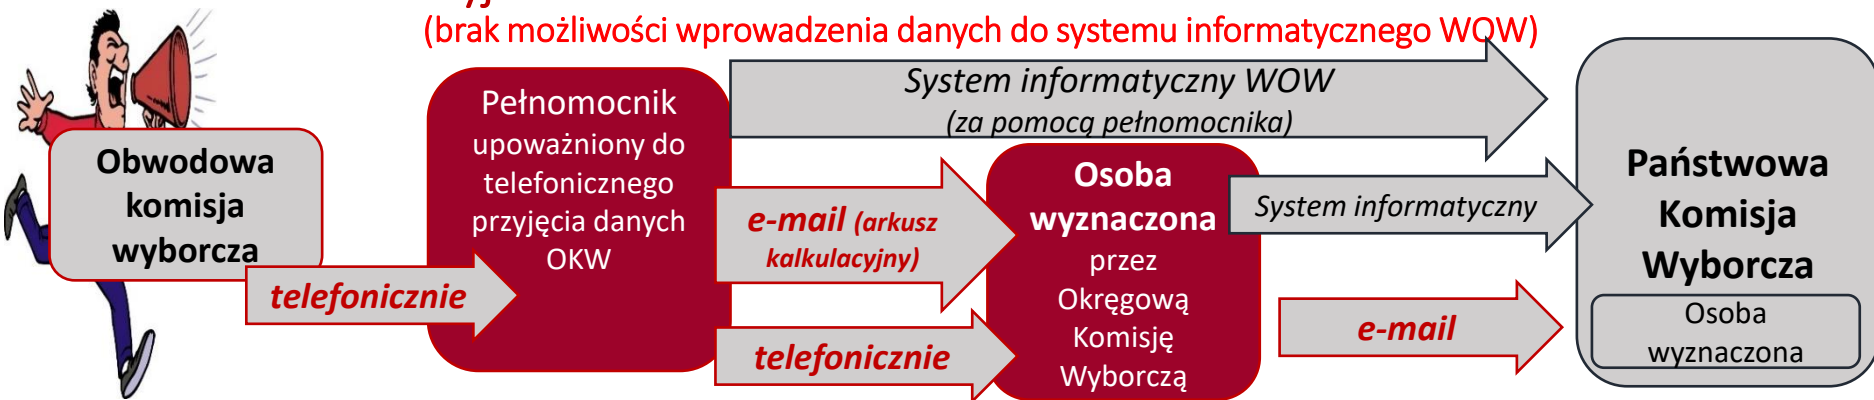 (brak możliwości wprowadzenia danych do systemu informatycznego WOW)
Obwodowa
komisja
wyborcza
telefonicznie
Pełnomocnik
upoważniony do
telefonicznego
przyjęcia danych
OKW
System informatyczny WOW
(za pomocą pełnomocnika)
e-mail (arkusz
kalkulacyjny)
telefonicznie
Osoba
wyznaczona
przez
Okręgową
Komisję
Wyborczą
System informatyczny
e-mail
Państwowa
Komisja
Wyborcza
Osoba
wyznaczona